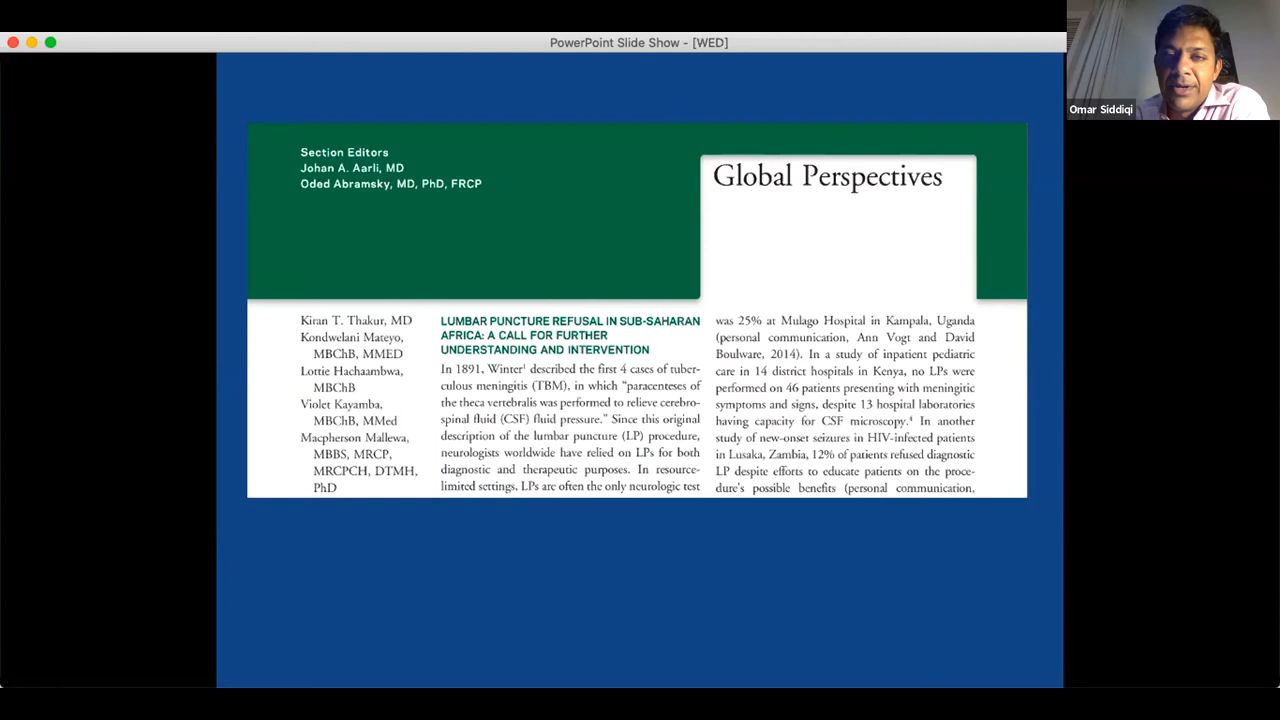 PowerPoint Slide Show - [WED]
Omar Siddiqi
Section Editors
Johan A. Aarli, MD
Oded Abramsky, MD, PhD, FRCP
Global Perspectives
Kiran T. Thakur, MD
Kondwelani Mateyo,
MBChB, MMED
Lottie Hachaambwa,
MBChB
Violet Kayamba,
MBChB, MMed
Macpherson Mallewa,
MBBS, MRCP,
MRCPCH, DTMH,
PhD
LUMBAR PUNCTURE REFUSAL IN SUB-SAHARAN
AFRICA: A CALL FOR FURTHER
UNDERSTANDING AND INTERVENTION
In 1891, Winter¹ described the first 4 cases of tuber-
culous meningitis (TBM), in which “paracenteses of
the theca vertebralis was performed to relieve cerebro-
spinal fluid (CSF) fluid pressure.” Since this original
description of the lumbar puncture (LP) procedure,
neurologists worldwide have relied on LPs for both
diagnostic and therapeutic purposes. In resource-
limited settings, LPs are often the only neurologic test
was 25% at Mulago Hospital in Kampala, Uganda
(personal communication, Ann Vogt and David
Boulware, 2014). In a study of inpatient pediatric
care in 14 district hospitals in Kenya, no LPs were
performed on 46 patients presenting with meningitic
symptoms and signs, despite 13 hospital laboratories
having capacity for CSF microscopy.⁴ In another
study of new-onset seizures in HIV-infected patients
in Lusaka, Zambia, 12% of patients refused diagnostic
LP despite efforts to educate patients on the proce-
dure's possible benefits (personal communication,